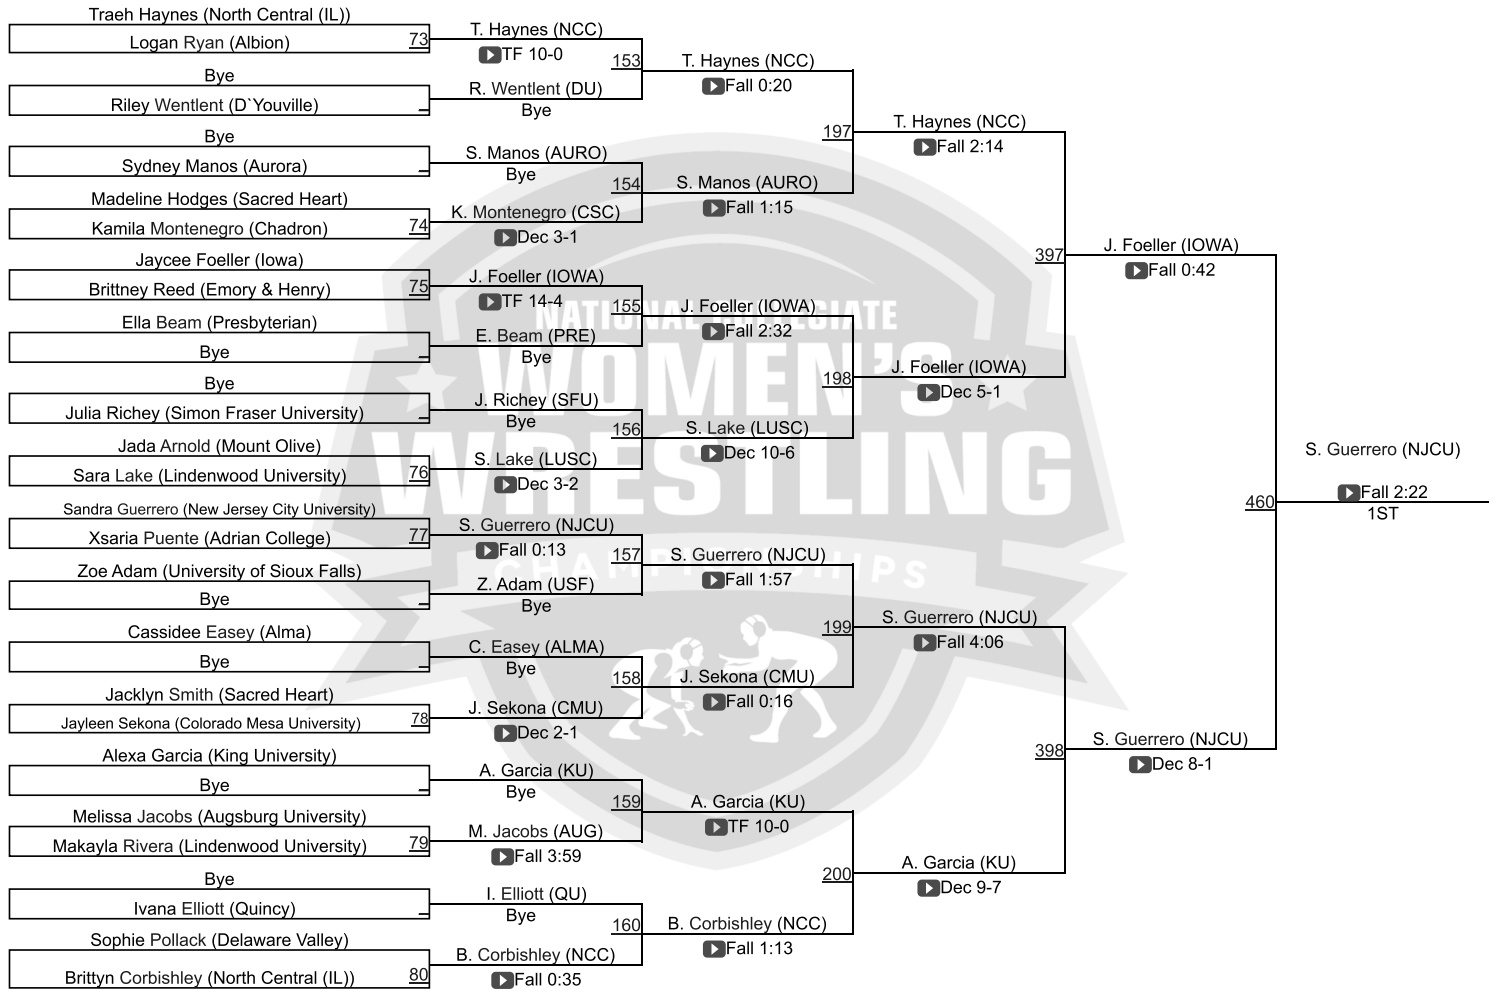 Traeh Haynes (North Central (IL))
Logan Ryan (Albion)
73
Bye
Riley Wentlent (D`Youville)
Bye
Sydney Manos (Aurora)
Madeline Hodges (Sacred Heart)
Kamila Montenegro (Chadron)
74
Jaycee Foeller (Iowa)
Brittney Reed (Emory & Henry)
75
Ella Beam (Presbyterian)
Bye
Bye
Julia Richey (Simon Fraser University)
Jada Arnold (Mount Olive)
Sara Lake (Lindenwood University)
76
Sandra Guerrero (New Jersey City University)
Xsaria Puente (Adrian College)
77
Zoe Adam (University of Sioux Falls)
Bye
Cassidee Easey (Alma)
Bye
Jacklyn Smith (Sacred Heart)
Jayleen Sekona (Colorado Mesa University)
78
Alexa Garcia (King University)
Bye
Melissa Jacobs (Augsburg University)
Makayla Rivera (Lindenwood University)
79
Bye
Ivana Elliott (Quincy)
Sophie Pollack (Delaware Valley)
Brittyn Corbishley (North Central (IL))
80
T. Haynes (NCC)
TF 10-0
153
R. Wentlent (DU)
Bye
S. Manos (AURO)
Bye
154
K. Montenegro (CSC)
Dec 3-1
J. Foeller (IOWA)
TF 14-4
155
E. Beam (PRE)
Bye
J. Richey (SFU)
Bye
156
S. Lake (LUSC)
Dec 3-2
S. Guerrero (NJCU)
Fall 0:13
157
Z. Adam (USF)
Bye
C. Easey (ALMA)
Bye
158
J. Sekona (CMU)
Dec 2-1
A. Garcia (KU)
Bye
159
M. Jacobs (AUG)
Fall 3:59
I. Elliott (QU)
Bye
160
B. Corbishley (NCC)
Fall 0:35
T. Haynes (NCC)
Fall 0:20
197
S. Manos (AURO)
Fall 1:15
J. Foeller (IOWA)
Fall 2:32
198
S. Lake (LUSC)
Dec 10-6
S. Guerrero (NJCU)
Fall 1:57
199
J. Sekona (CMU)
Fall 0:16
A. Garcia (KU)
TF 10-0
200
B. Corbishley (NCC)
Fall 1:13
T. Haynes (NCC)
Fall 2:14
397
J. Foeller (IOWA)
Dec 5-1
S. Guerrero (NJCU)
Fall 4:06
398
A. Garcia (KU)
Dec 9-7
J. Foeller (IOWA)
Fall 0:42
460
S. Guerrero (NJCU)
Dec 8-1
S. Guerrero (NJCU)
Fall 2:22
1ST
NATIONAL COLLEGIATE
WOMEN'S
WRESTLING
CHAMPIONSHIPS